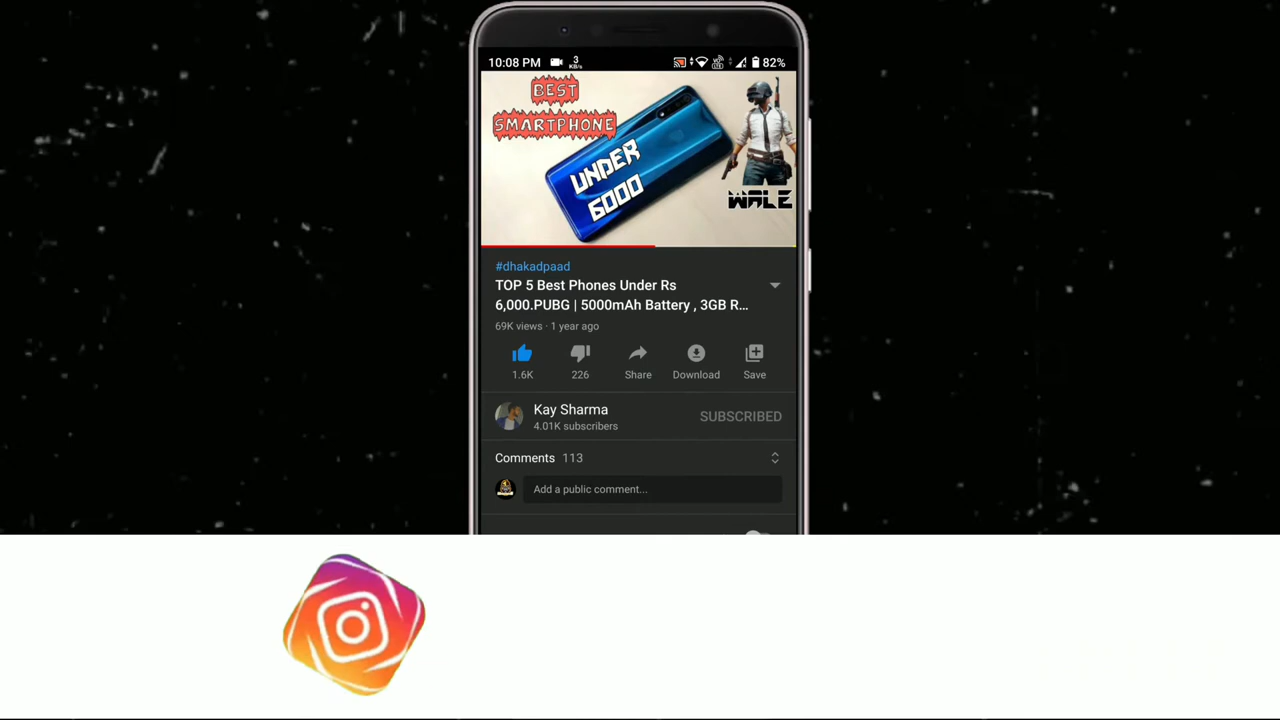 10:08 PM 3 KB/s 82%
BEST
SMARTPHONE
UNDER
6000
WALE
#dhakadpaad
TOP 5 Best Phones Under Rs
6,000.PUBG | 5000mAh Battery , 3GB R...
69K views · 1 year ago
1.6K 226 Share Download Save
Kay Sharma
4.01K subscribers
SUBSCRIBED
Comments 113
Add a public comment...